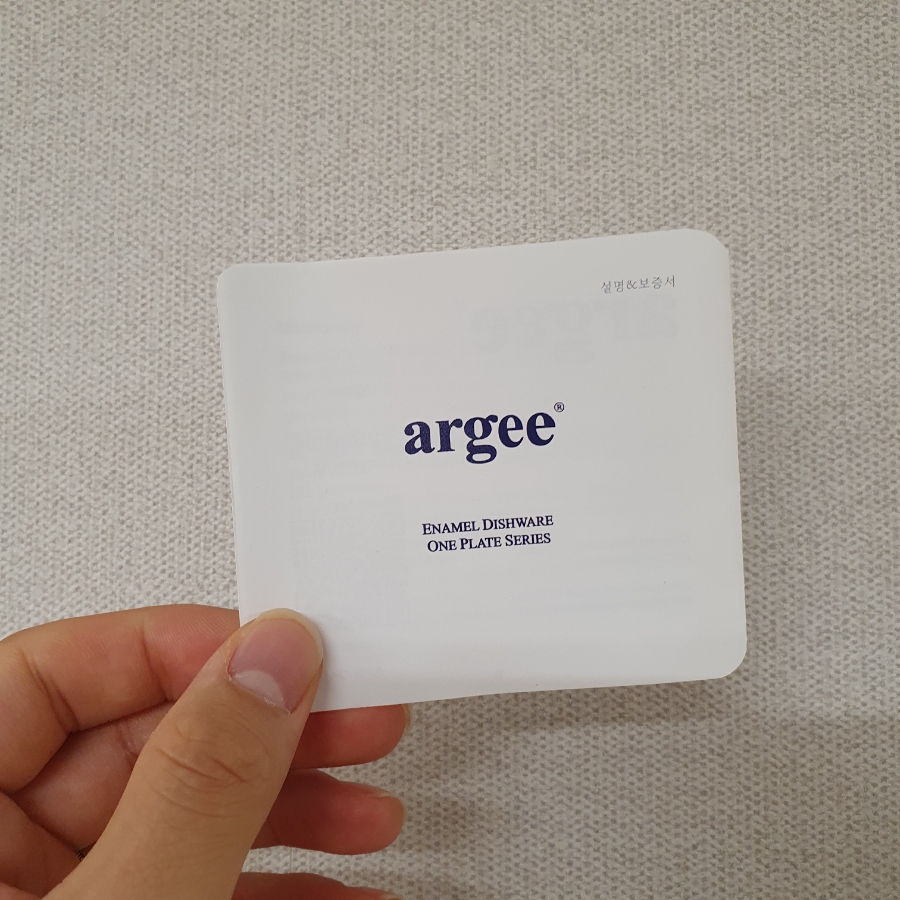 설명&보증서
argee®
ENAMEL DISHWARE
ONE PLATE SERIES